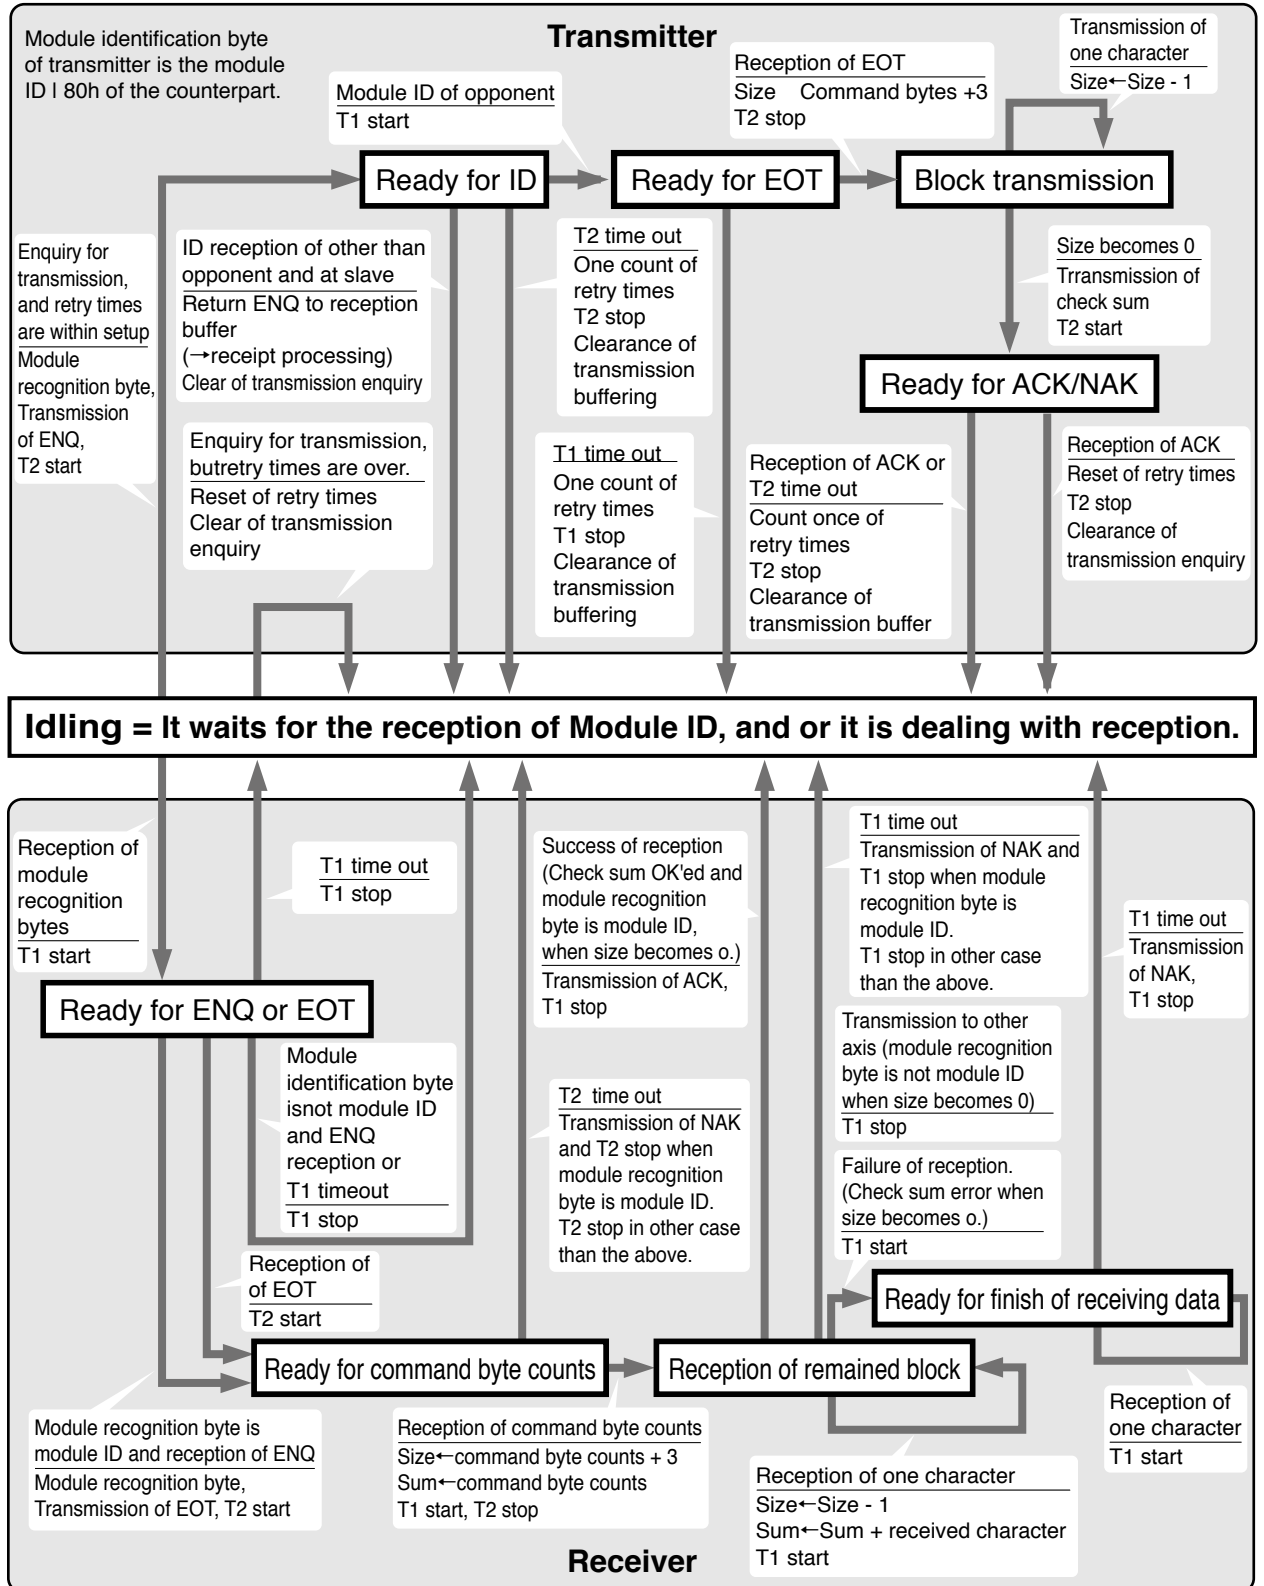 Transmitter
Module identification byte
of transmitter is the module
ID I 80h of the counterpart.
Module ID of opponent
T1 start
Reception of EOT
Size Command bytes +3
T2 stop
Transmission of
one character
Size←Size - 1
Ready for ID
Ready for EOT
Block transmission
Enquiry for
transmission,
and retry times
are within setup
Module
recognition byte,
Transmission
of ENQ,
T2 start
ID reception of other than
opponent and at slave
Return ENQ to reception
buffer
(→receipt processing)
Clear of transmission enquiry
T2 time out
One count of
retry times
T2 stop
Clearance of
transmission
buffering
Size becomes 0
Ttransmission of
check sum
T2 start
Ready for ACK/NAK
Enquiry for transmission,
butretry times are over.
Reset of retry times
Clear of transmission
enquiry
T1 time out
One count of
retry times
T1 stop
Clearance of
transmission
buffering
Reception of ACK or
T2 time out
Count once of
retry times
T2 stop
Clearance of
transmission buffer
Reception of ACK
Reset of retry times
T2 stop
Clearance of
transmission enquiry
Idling = It waits for the reception of Module ID, and or it is dealing with reception.
Reception of
module
recognition
bytes
T1 start
T1 time out
T1 stop
Success of reception
(Check sum OK'ed and
module recognition
byte is module ID,
when size becomes o.)
Transmission of ACK,
T1 stop
T1 time out
Transmission of NAK and
T1 stop when module
recognition byte is
module ID.
T1 stop in other case
than the above.
T1 time out
Transmission
of NAK,
T1 stop
Ready for ENQ or EOT
Module
identification byte
isnot module ID
and ENQ
reception or
T1 timeout
T1 stop
T2 time out
Transmission of NAK
and T2 stop when
module recognition
byte is module ID.
T2 stop in other case
than the above.
Transmission to other
axis (module recognition
byte is not module ID
when size becomes 0)
T1 stop
Failure of reception.
(Check sum error when
size becomes o.)
T1 start
Reception of
of EOT
T2 start
Ready for finish of receiving data
Ready for command byte counts
Reception of remained block
Module recognition byte is
module ID and reception of ENQ
Module recognition byte,
Transmission of EOT, T2 start
Reception of command byte counts
Size←command byte counts + 3
Sum←command byte counts
T1 start, T2 stop
Reception of one character
Size←Size - 1
Sum←Sum + received character
T1 start
Reception of
one character
T1 start
Receiver